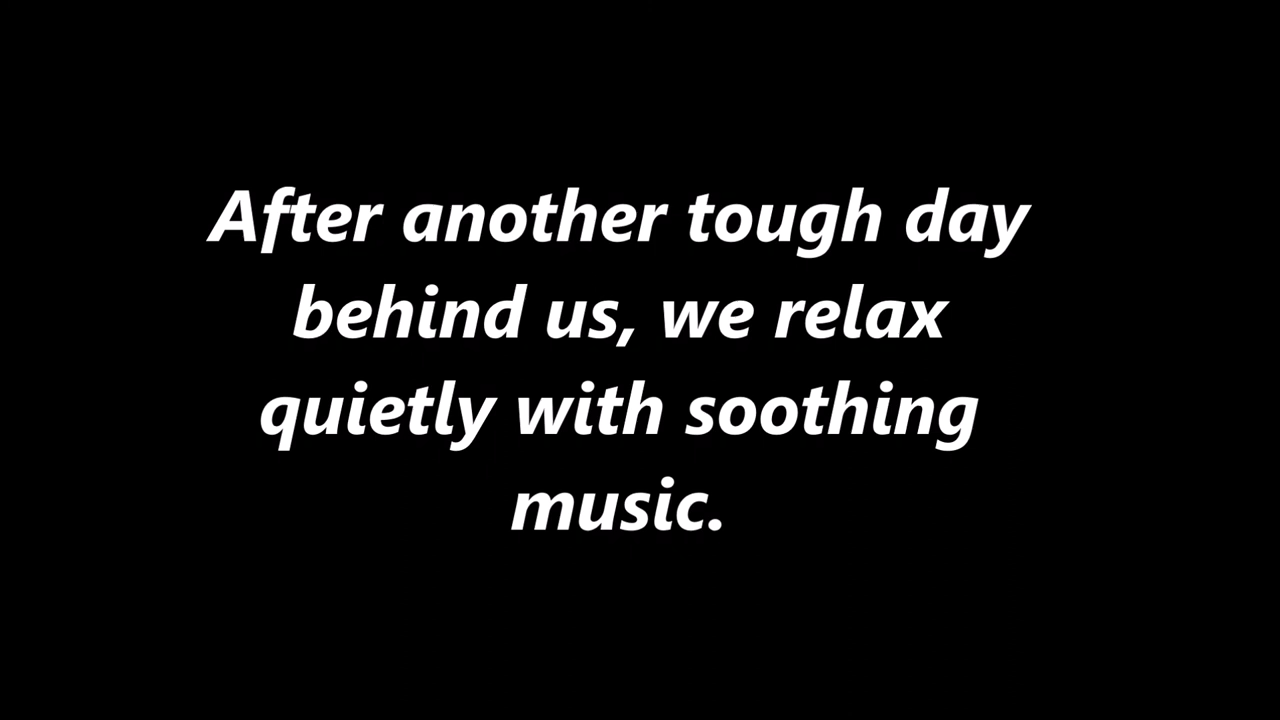 After another tough day
behind us, we relax
quietly with soothing
music.